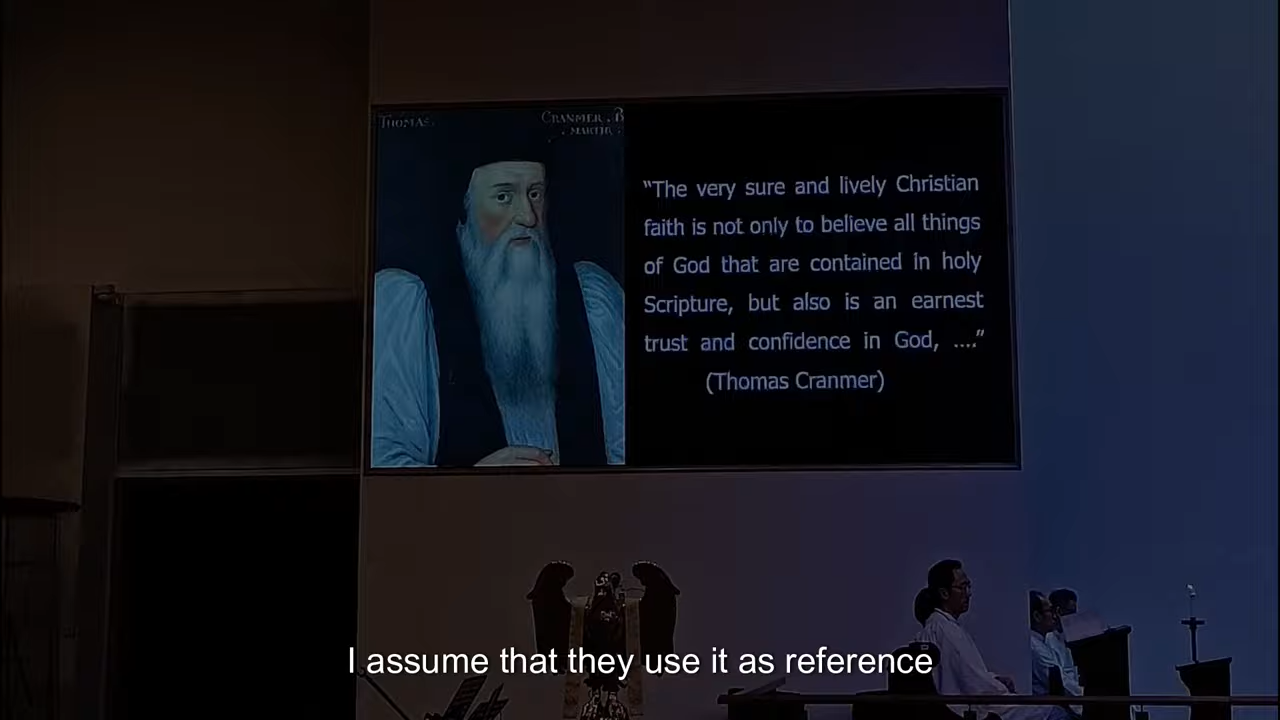 THOMAS.
CRANMER . B
. MARTIR :
“The very sure and lively Christian
faith is not only to believe all things
of God that are contained in holy
Scripture, but also is an earnest
trust and confidence in God, ....”
(Thomas Cranmer)
I assume that they use it as reference